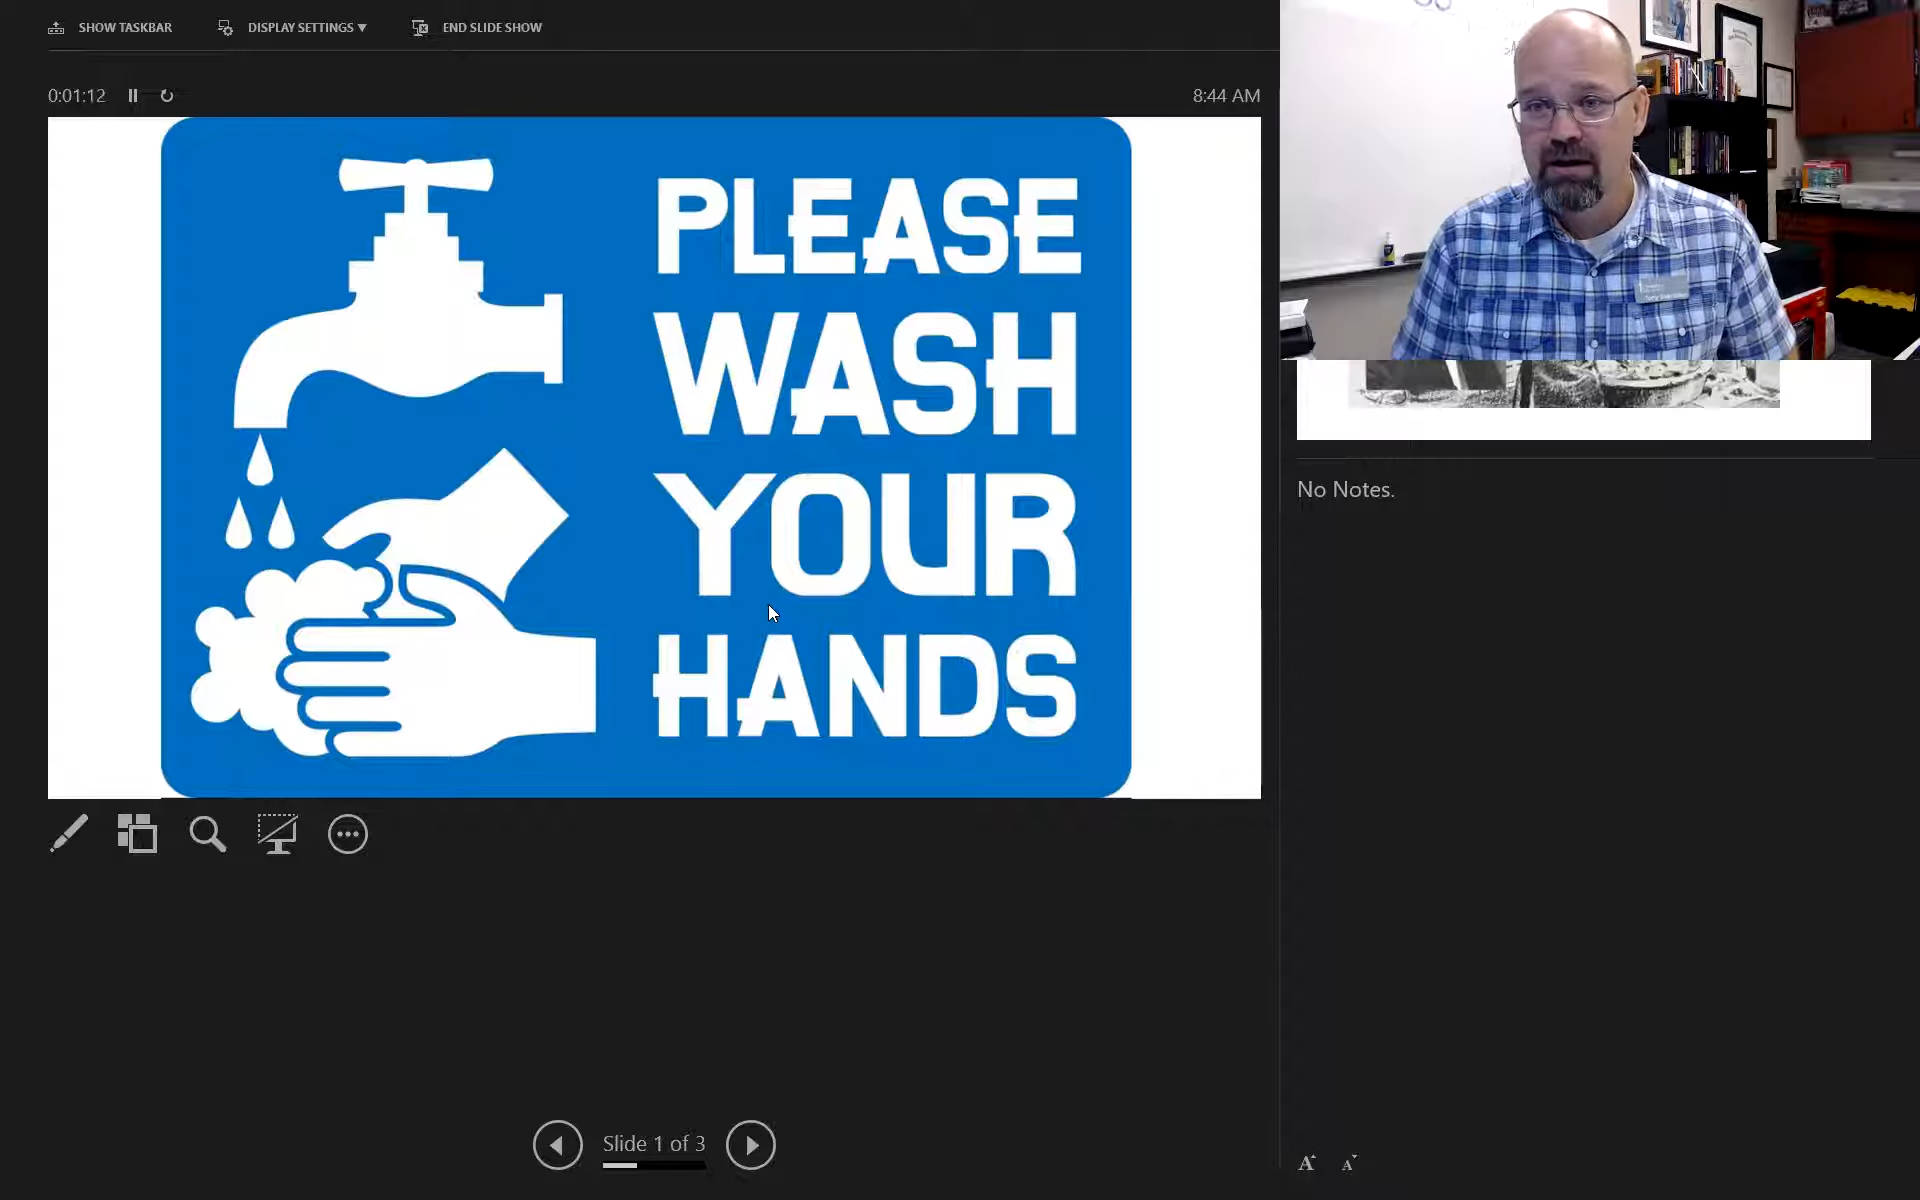 SHOW TASKBAR
DISPLAY SETTINGS ▼
END SLIDE SHOW
0:01:12
8:44 AM
PLEASE
WASH
YOUR
HANDS
No Notes.
Slide 1 of 3
A A